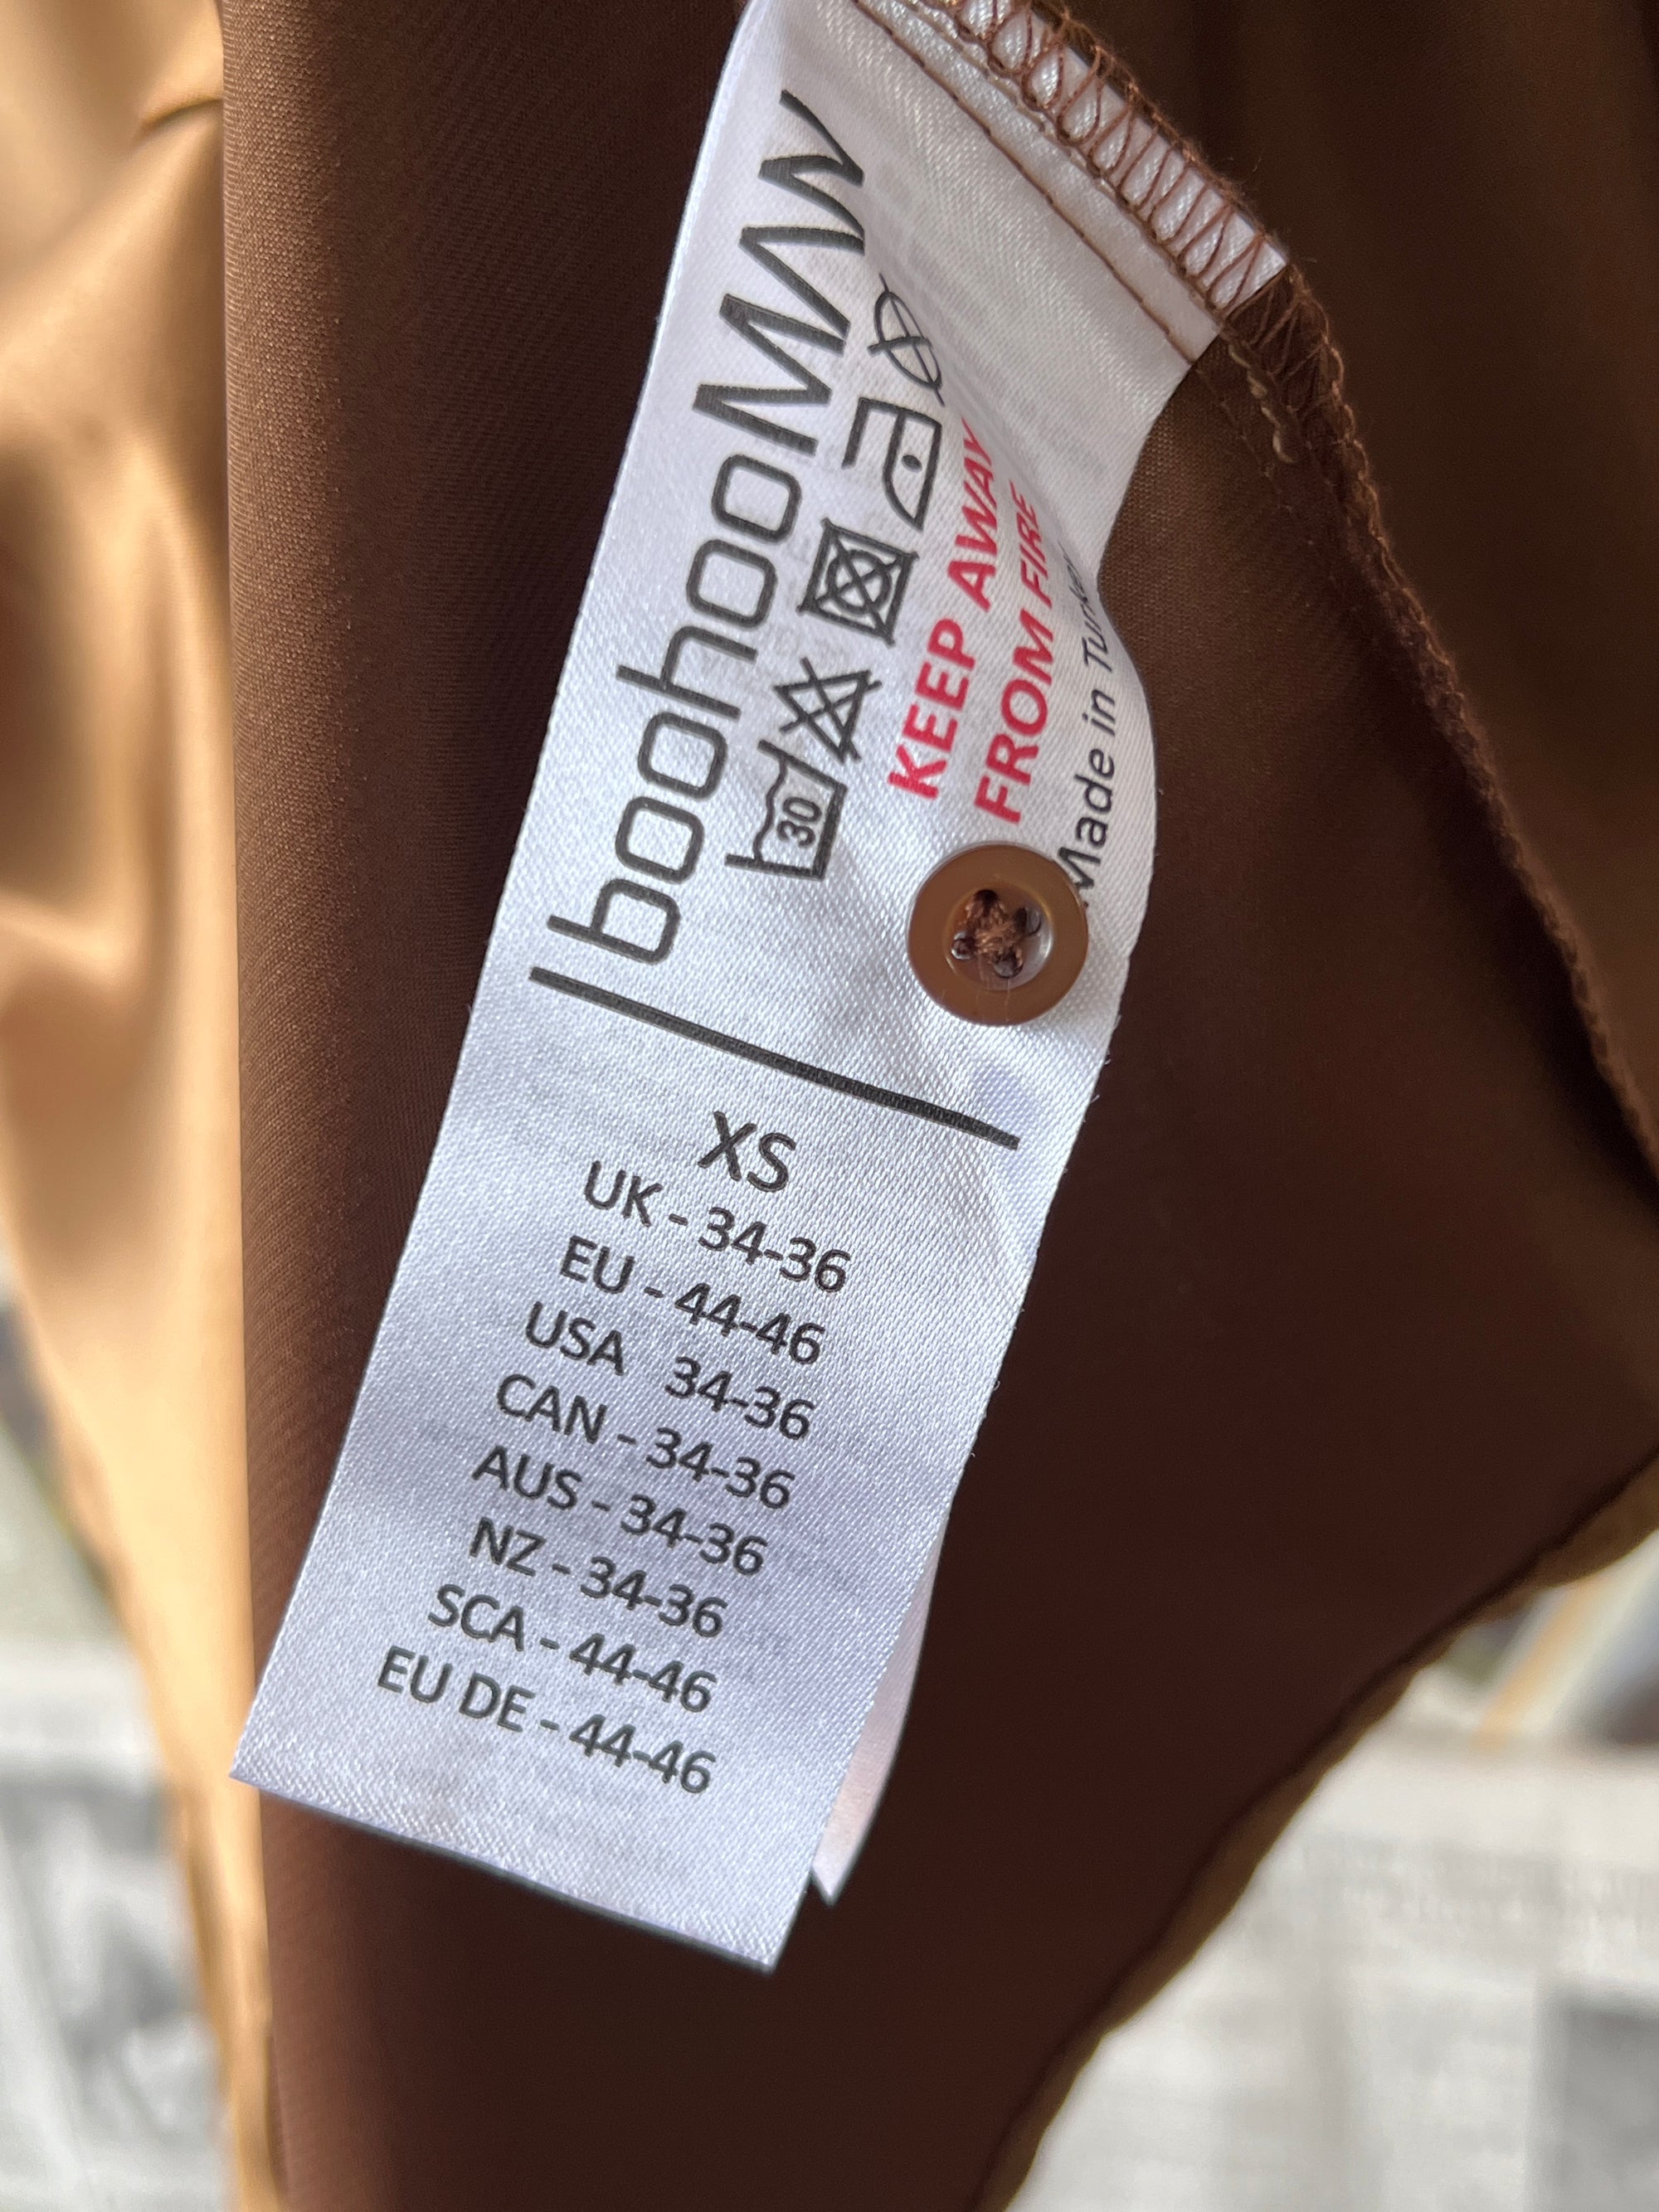 boohooMAN
30
KEEP AWAY
FROM FIRE
Made in Turkey
XS
UK - 34-36
EU - 44-46
USA 34-36
CAN - 34-36
AUS - 34-36
NZ - 34-36
SCA - 44-46
EU DE - 44-46